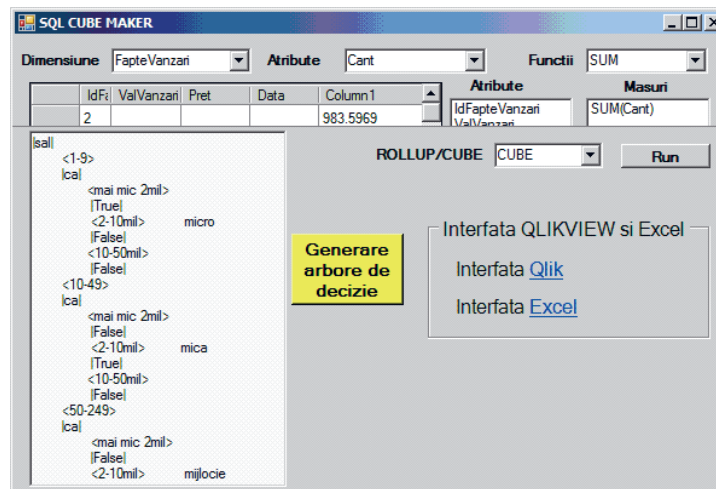 SQL CUBE MAKER
Dimensiune FapteVanzari Atribute Cant Functii SUM
IdFa ValVanzari Pret Data Column1
2 983.5969
Atribute Masuri
IdFapteVanzari SUM(Cant)
ValVanzari
|sal|
<1-9>
|ca|
<mai mic 2mil>
|True|
<2-10mil> micro
|False|
<10-50mil>
|False|
<10-49>
|ca|
<mai mic 2mil>
|False|
<2-10mil> mica
|True|
<10-50mil>
|False|
<50-249>
|ca|
<mai mic 2mil>
|False|
<2-10mil> mijlocie
ROLLUP/CUBE CUBE Run
Generare
arbore de
decizie
Interfata QLIKVIEW si Excel
Interfata Qlik
Interfata Excel